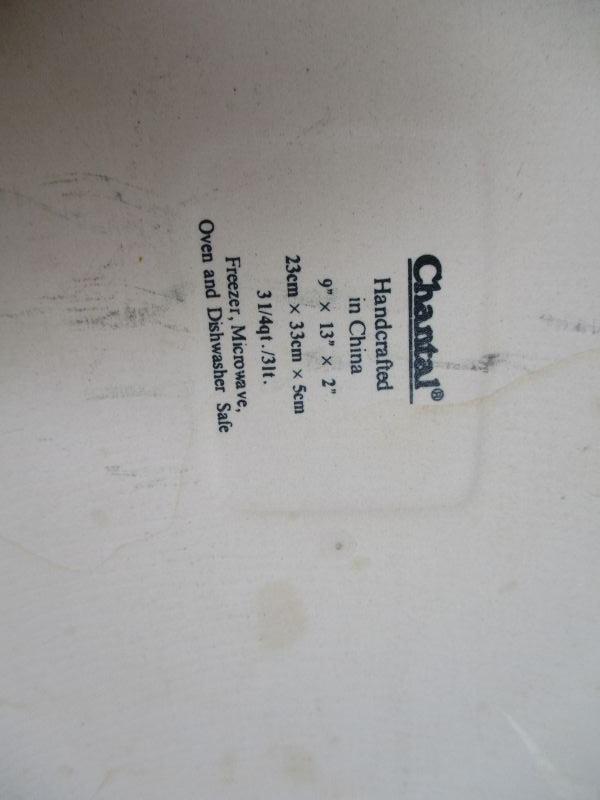 Chantal®
Handcrafted
in China
9" × 13" × 2"
23cm × 33cm × 5cm
3 1/4qt./3lt.
Freezer, Microwave,
Oven and Dishwasher Safe